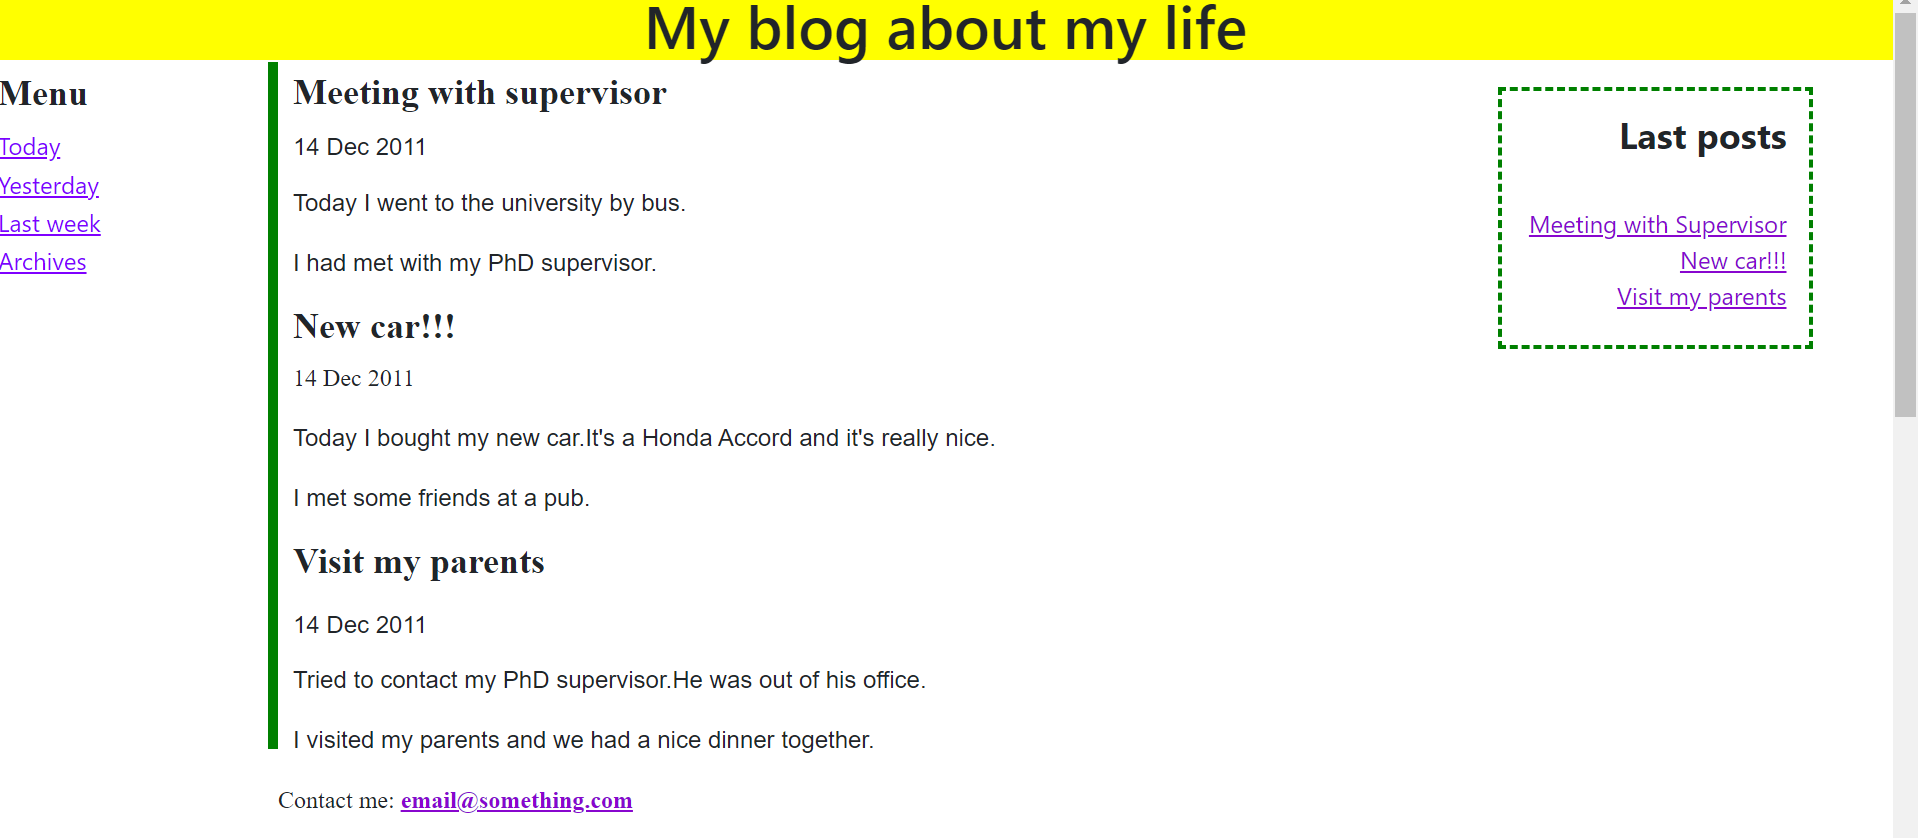 My blog about my life
Menu
Today
Yesterday
Last week
Archives
Meeting with supervisor
14 Dec 2011
Today I went to the university by bus.
I had met with my PhD supervisor.
New car!!!
14 Dec 2011
Today I bought my new car.It's a Honda Accord and it's really nice.
I met some friends at a pub.
Visit my parents
14 Dec 2011
Tried to contact my PhD supervisor.He was out of his office.
I visited my parents and we had a nice dinner together.
Contact me: email@something.com
Last posts
Meeting with Supervisor
New car!!!
Visit my parents